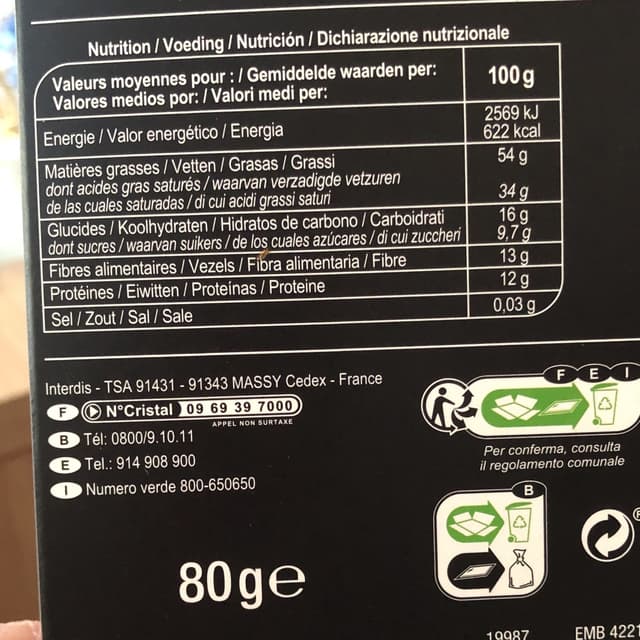 Nutrition / Voeding / Nutrición / Dichiarazione nutrizionale
Valeurs moyennes pour : / Gemiddelde waarden per:
Valores medios por: / Valori medi per:
100 g
Energie / Valor energético / Energia
2569 kJ
622 kcal
Matières grasses / Vetten / Grasas / Grassi
54 g
dont acides gras saturés / waarvan verzadigde vetzuren
de las cuales saturadas / di cui acidi grassi saturi
34 g
Glucides / Koolhydraten / Hidratos de carbono / Carboidrati
16 g
dont sucres / waarvan suikers / de los cuales azúcares / di cui zuccheri
9,7 g
Fibres alimentaires / Vezels / Fibra alimentaria / Fibre
13 g
Protéines / Eiwitten / Proteínas / Proteine
12 g
Sel / Zout / Sal / Sale
0,03 g
Interdis - TSA 91431 - 91343 MASSY Cedex - France
F N°Cristal 09 69 39 7000
APPEL NON SURTAXE
B Tél: 0800/9.10.11
E Tel.: 914 908 900
I Numero verde 800-650650
F E I
Per conferma, consulta
il regolamento comunale
B
80 g e
19987
EMB 4221